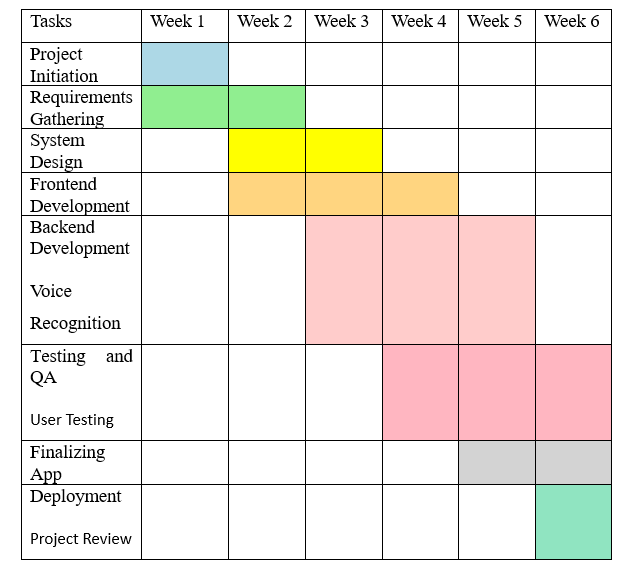 Tasks Week 1 Week 2 Week 3 Week 4 Week 5 Week 6
Project
Initiation
Requirements
Gathering
System
Design
Frontend
Development
Backend
Development
Voice
Recognition
Testing and
QA
User Testing
Finalizing
App
Deployment
Project Review